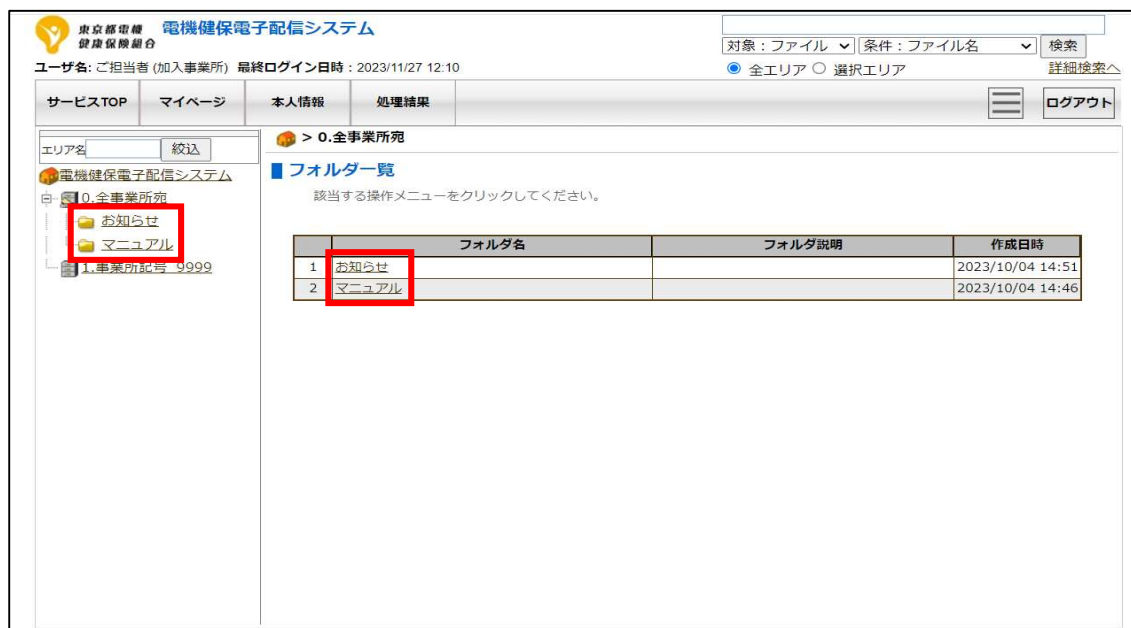 東京都電機
健康保険組合
電機健保電子配信システム
対象：ファイル 条件：ファイル名 検索
ユーザ名: ご担当者 (加入事業所) 最終ログイン日時：2023/11/27 12:10
全エリア 選択エリア 詳細検索へ
サービスTOP マイページ 本人情報 処理結果 ログアウト
エリア名 絞込
電機健保電子配信システム
0.全事業所宛
お知らせ
マニュアル
1.事業所記号_9999
> 0.全事業所宛
フォルダ一覧
該当する操作メニューをクリックしてください。
フォルダ名 フォルダ説明 作成日時
1 お知らせ 2023/10/04 14:51
2 マニュアル 2023/10/04 14:46